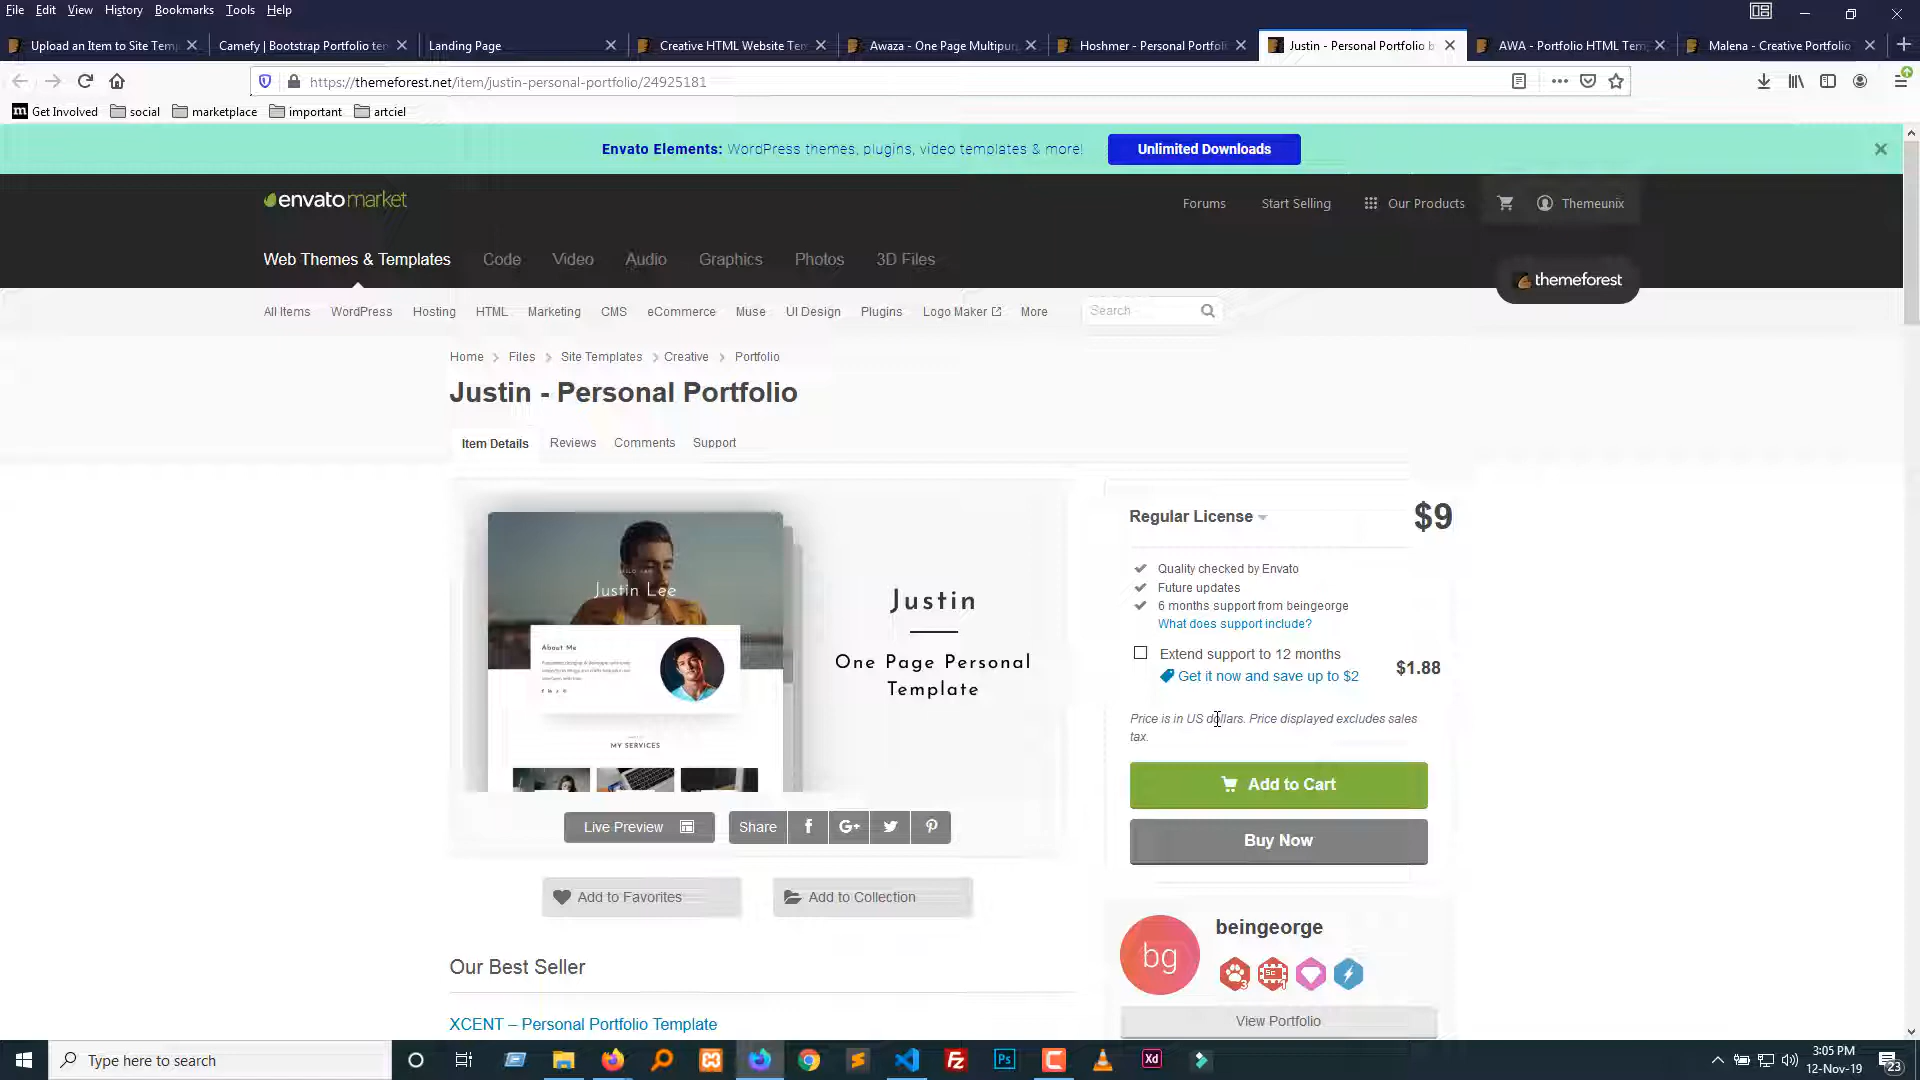 File Edit View History Bookmarks Tools Help
Upload an Item to Site Temp
Camefy | Bootstrap Portfolio ten
Landing Page
Creative HTML Website Tem
Awaza - One Page Multipur
Hoshmer - Personal Portfoli
Justin - Personal Portfolio b
AWA - Portfolio HTML Tem
Malena - Creative Portfolio
https://themeforest.net/item/justin-personal-portfolio/24925181
Get Involved social marketplace important artciel
Envato Elements: WordPress themes, plugins, video templates & more! Unlimited Downloads
envatomarket
Forums Start Selling Our Products Themeunix
Web Themes & Templates Code Video Audio Graphics Photos 3D Files
themeforest
All Items WordPress Hosting HTML Marketing CMS eCommerce Muse UI Design Plugins Logo Maker More Search
Home Files Site Templates Creative Portfolio
Justin - Personal Portfolio
Item Details Reviews Comments Support
Justin Lee
About Me
MY SERVICES
Justin
One Page Personal
Template
Live Preview Share f G+
Add to Favorites Add to Collection
Our Best Seller
XCENT – Personal Portfolio Template
Regular License $9
Quality checked by Envato
Future updates
6 months support from beingeorge
What does support include?
Extend support to 12 months
Get it now and save up to $2
$1.88
Price is in US dollars. Price displayed excludes sales
tax.
Add to Cart
Buy Now
bg
beingeorge
View Portfolio
Type here to search
Fz Ps Xd
3:05 PM
12-Nov-19
23